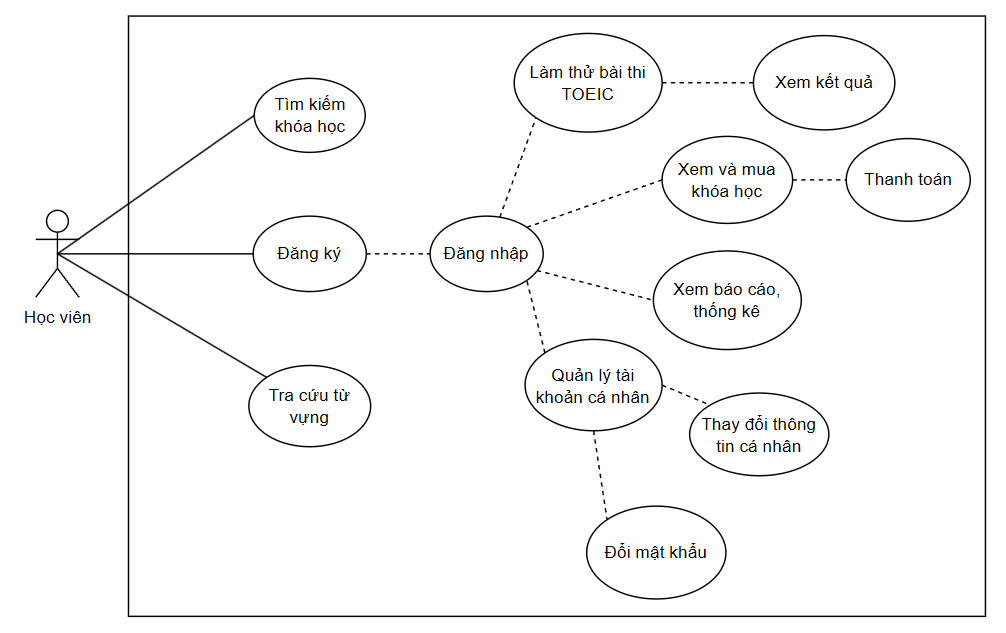 Làm thử bài thi
TOEIC
Xem kết quả
Tìm kiếm
khóa học
Xem và mua
khóa học
Thanh toán
Đăng ký
Đăng nhập
Học viên
Xem báo cáo,
thống kê
Quản lý tài
khoản cá nhân
Tra cứu từ
vựng
Thay đổi thông
tin cá nhân
Đổi mật khẩu